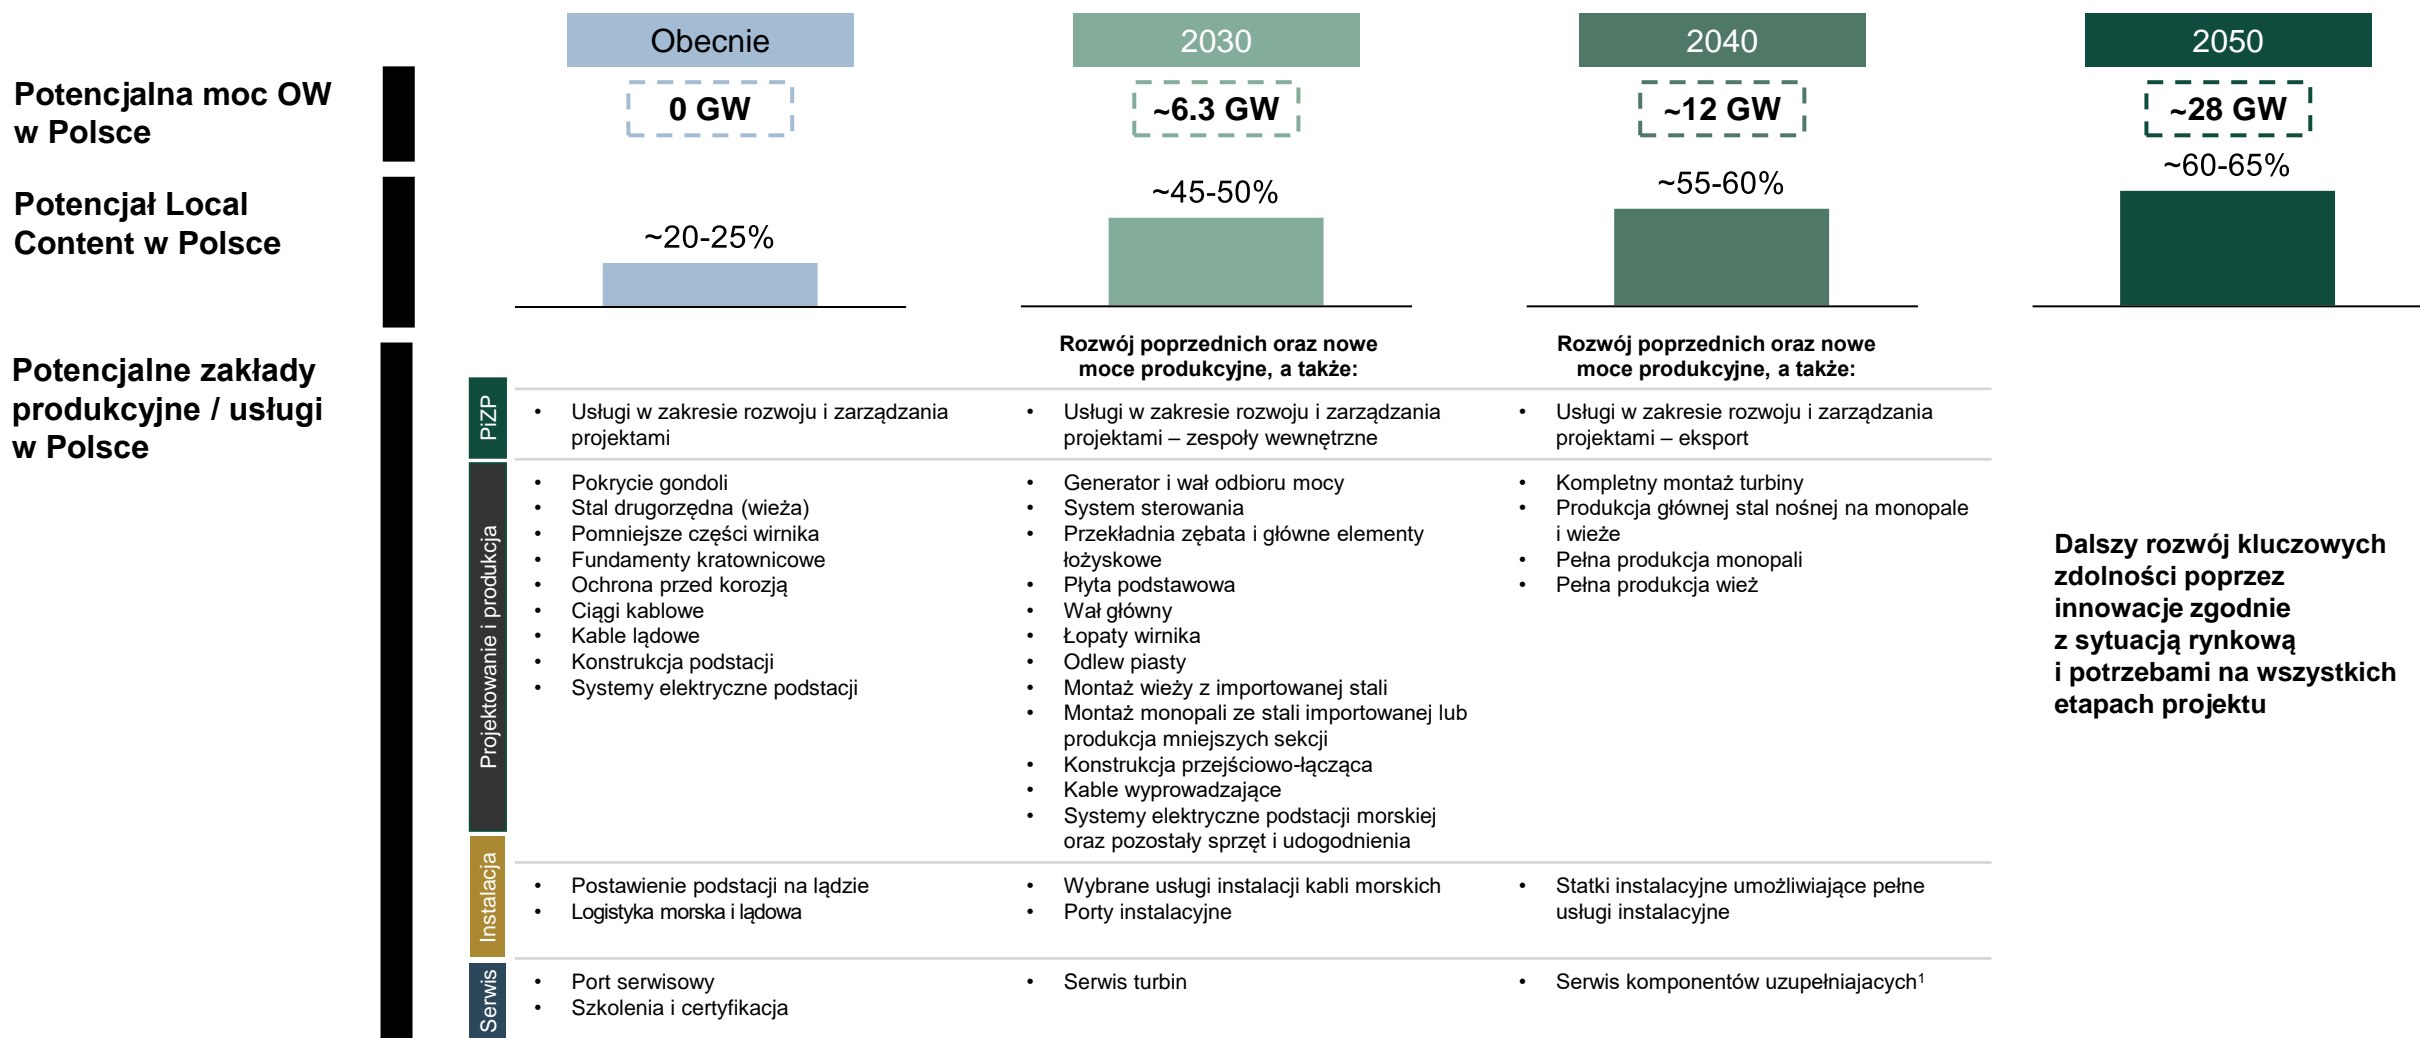 Obecnie
2030
2040
2050
Potencjalna moc OW
w Polsce
0 GW
~6.3 GW
~12 GW
~28 GW
Potencjał Local
Content w Polsce
~20-25%
~45-50%
~55-60%
~60-65%
Potencjalne zakłady
produkcyjne / usługi
w Polsce
Rozwój poprzednich oraz nowe
moce produkcyjne, a także:
Rozwój poprzednich oraz nowe
moce produkcyjne, a także:
PiZP
• Usługi w zakresie rozwoju i zarządzania
projektami
• Usługi w zakresie rozwoju i zarządzania
projektami – zespoły wewnętrzne
• Usługi w zakresie rozwoju i zarządzania
projektami – eksport
Projektowanie i produkcja
• Pokrycie gondoli
• Stal drugorzędna (wieża)
• Pomniejsze części wirnika
• Fundamenty kratownicowe
• Ochrona przed korozją
• Ciągi kablowe
• Kable lądowe
• Konstrukcja podstacji
• Systemy elektryczne podstacji
• Generator i wał odbioru mocy
• System sterowania
• Przekładnia zębata i główne elementy
łożyskowe
• Płyta podstawowa
• Wał główny
• Łopaty wirnika
• Odlew piasty
• Montaż wieży z importowanej stali
• Montaż monopali ze stali importowanej lub
produkcja mniejszych sekcji
• Konstrukcja przejściowo-łącząca
• Kable wyprowadzające
• Systemy elektryczne podstacji morskiej
oraz pozostały sprzęt i udogodnienia
• Kompletny montaż turbiny
• Produkcja głównej stal nośnej na monopale
i wieże
• Pełna produkcja monopali
• Pełna produkcja wież
Dalszy rozwój kluczowych
zdolności poprzez
innowacje zgodnie
z sytuacją rynkową
i potrzebami na wszystkich
etapach projektu
Instalacja
• Postawienie podstacji na lądzie
• Logistyka morska i lądowa
• Wybrane usługi instalacji kabli morskich
• Porty instalacyjne
• Statki instalacyjne umożliwiające pełne
usługi instalacyjne
Serwis
• Port serwisowy
• Szkolenia i certyfikacja
• Serwis turbin
• Serwis komponentów uzupełniajacych¹